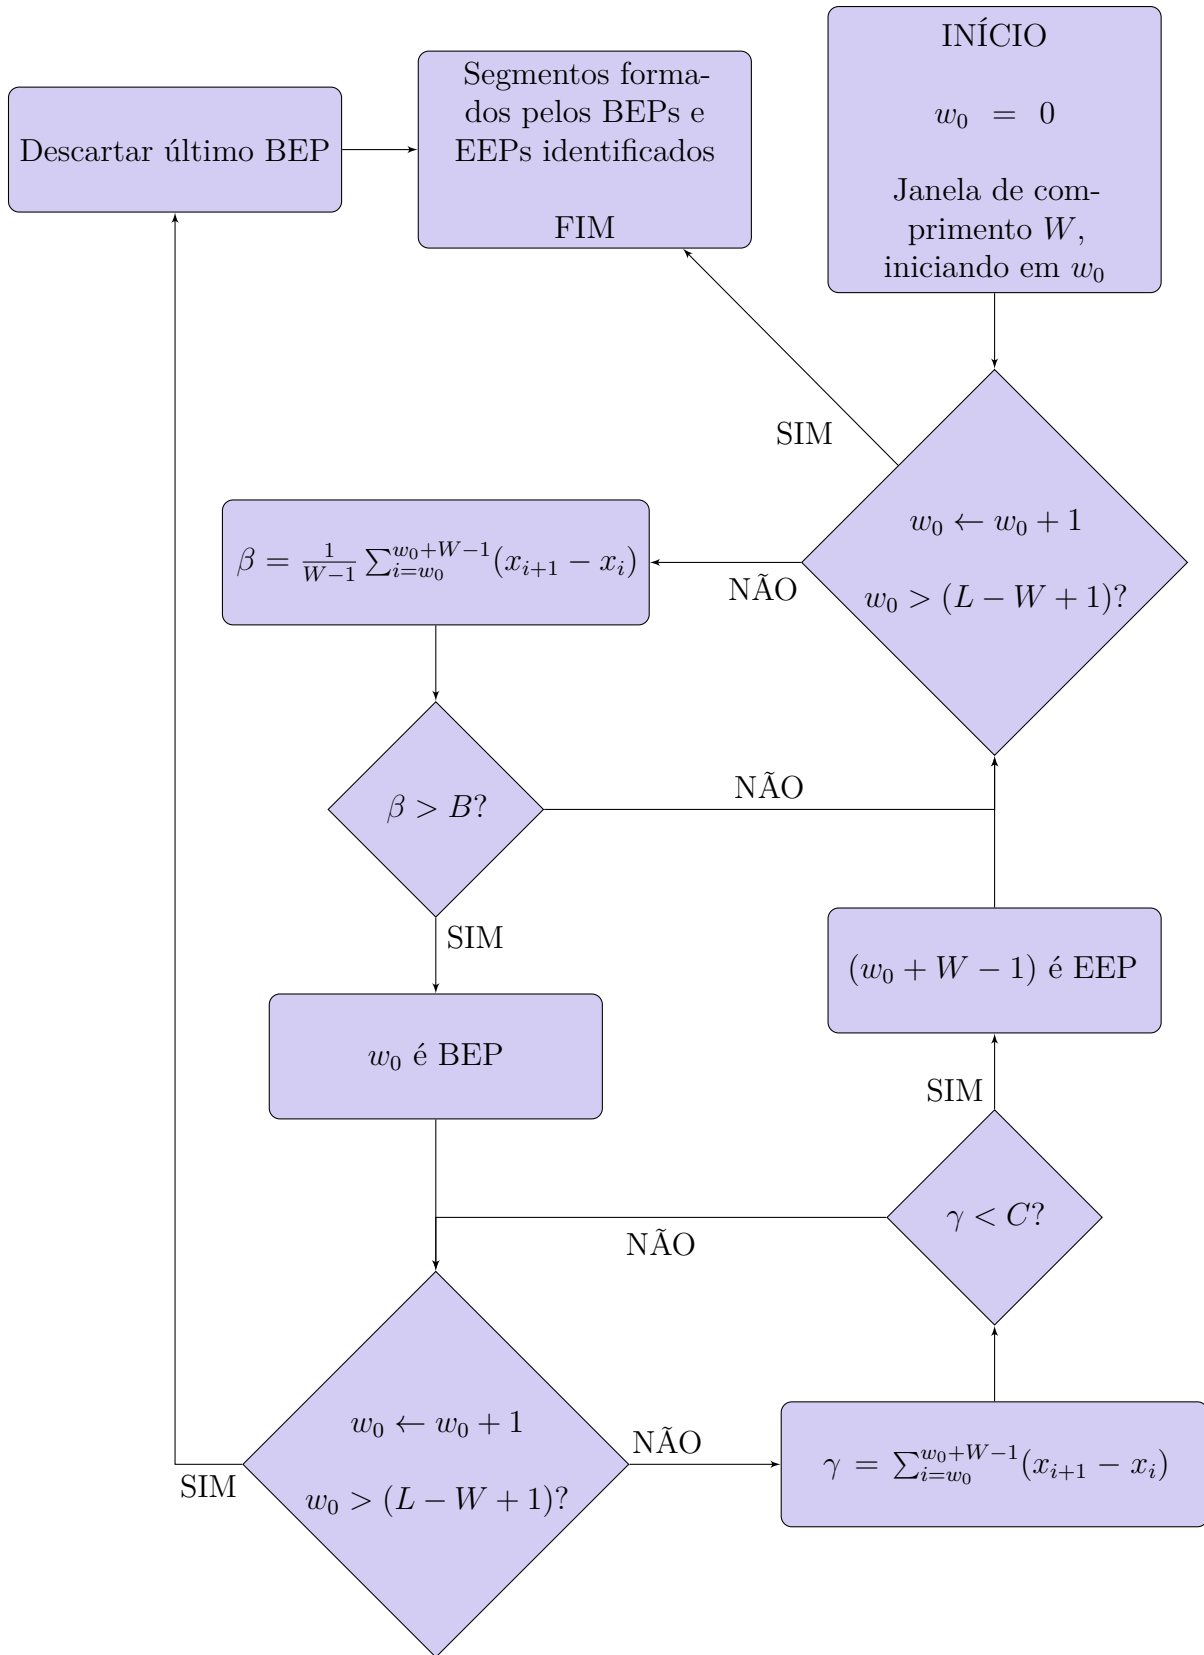 INÍCIO
w₀ = 0
Janela de com-
primento W,
iniciando em w₀
Segmentos forma-
dos pelos BEPs e
EEPs identificados
FIM
Descartar último BEP
SIM
w₀ ← w₀ + 1
w₀ > (L − W + 1)?
NÃO
β = \frac{1}{W−1} \sum_{i=w₀}^{w₀+W−1} (x_{i+1} − x_i)
β > B?
NÃO
SIM
w₀ é BEP
(w₀ + W − 1) é EEP
SIM
γ < C?
NÃO
w₀ ← w₀ + 1
w₀ > (L − W + 1)?
SIM
NÃO
γ = \sum_{i=w₀}^{w₀+W−1} (x_{i+1} − x_i)